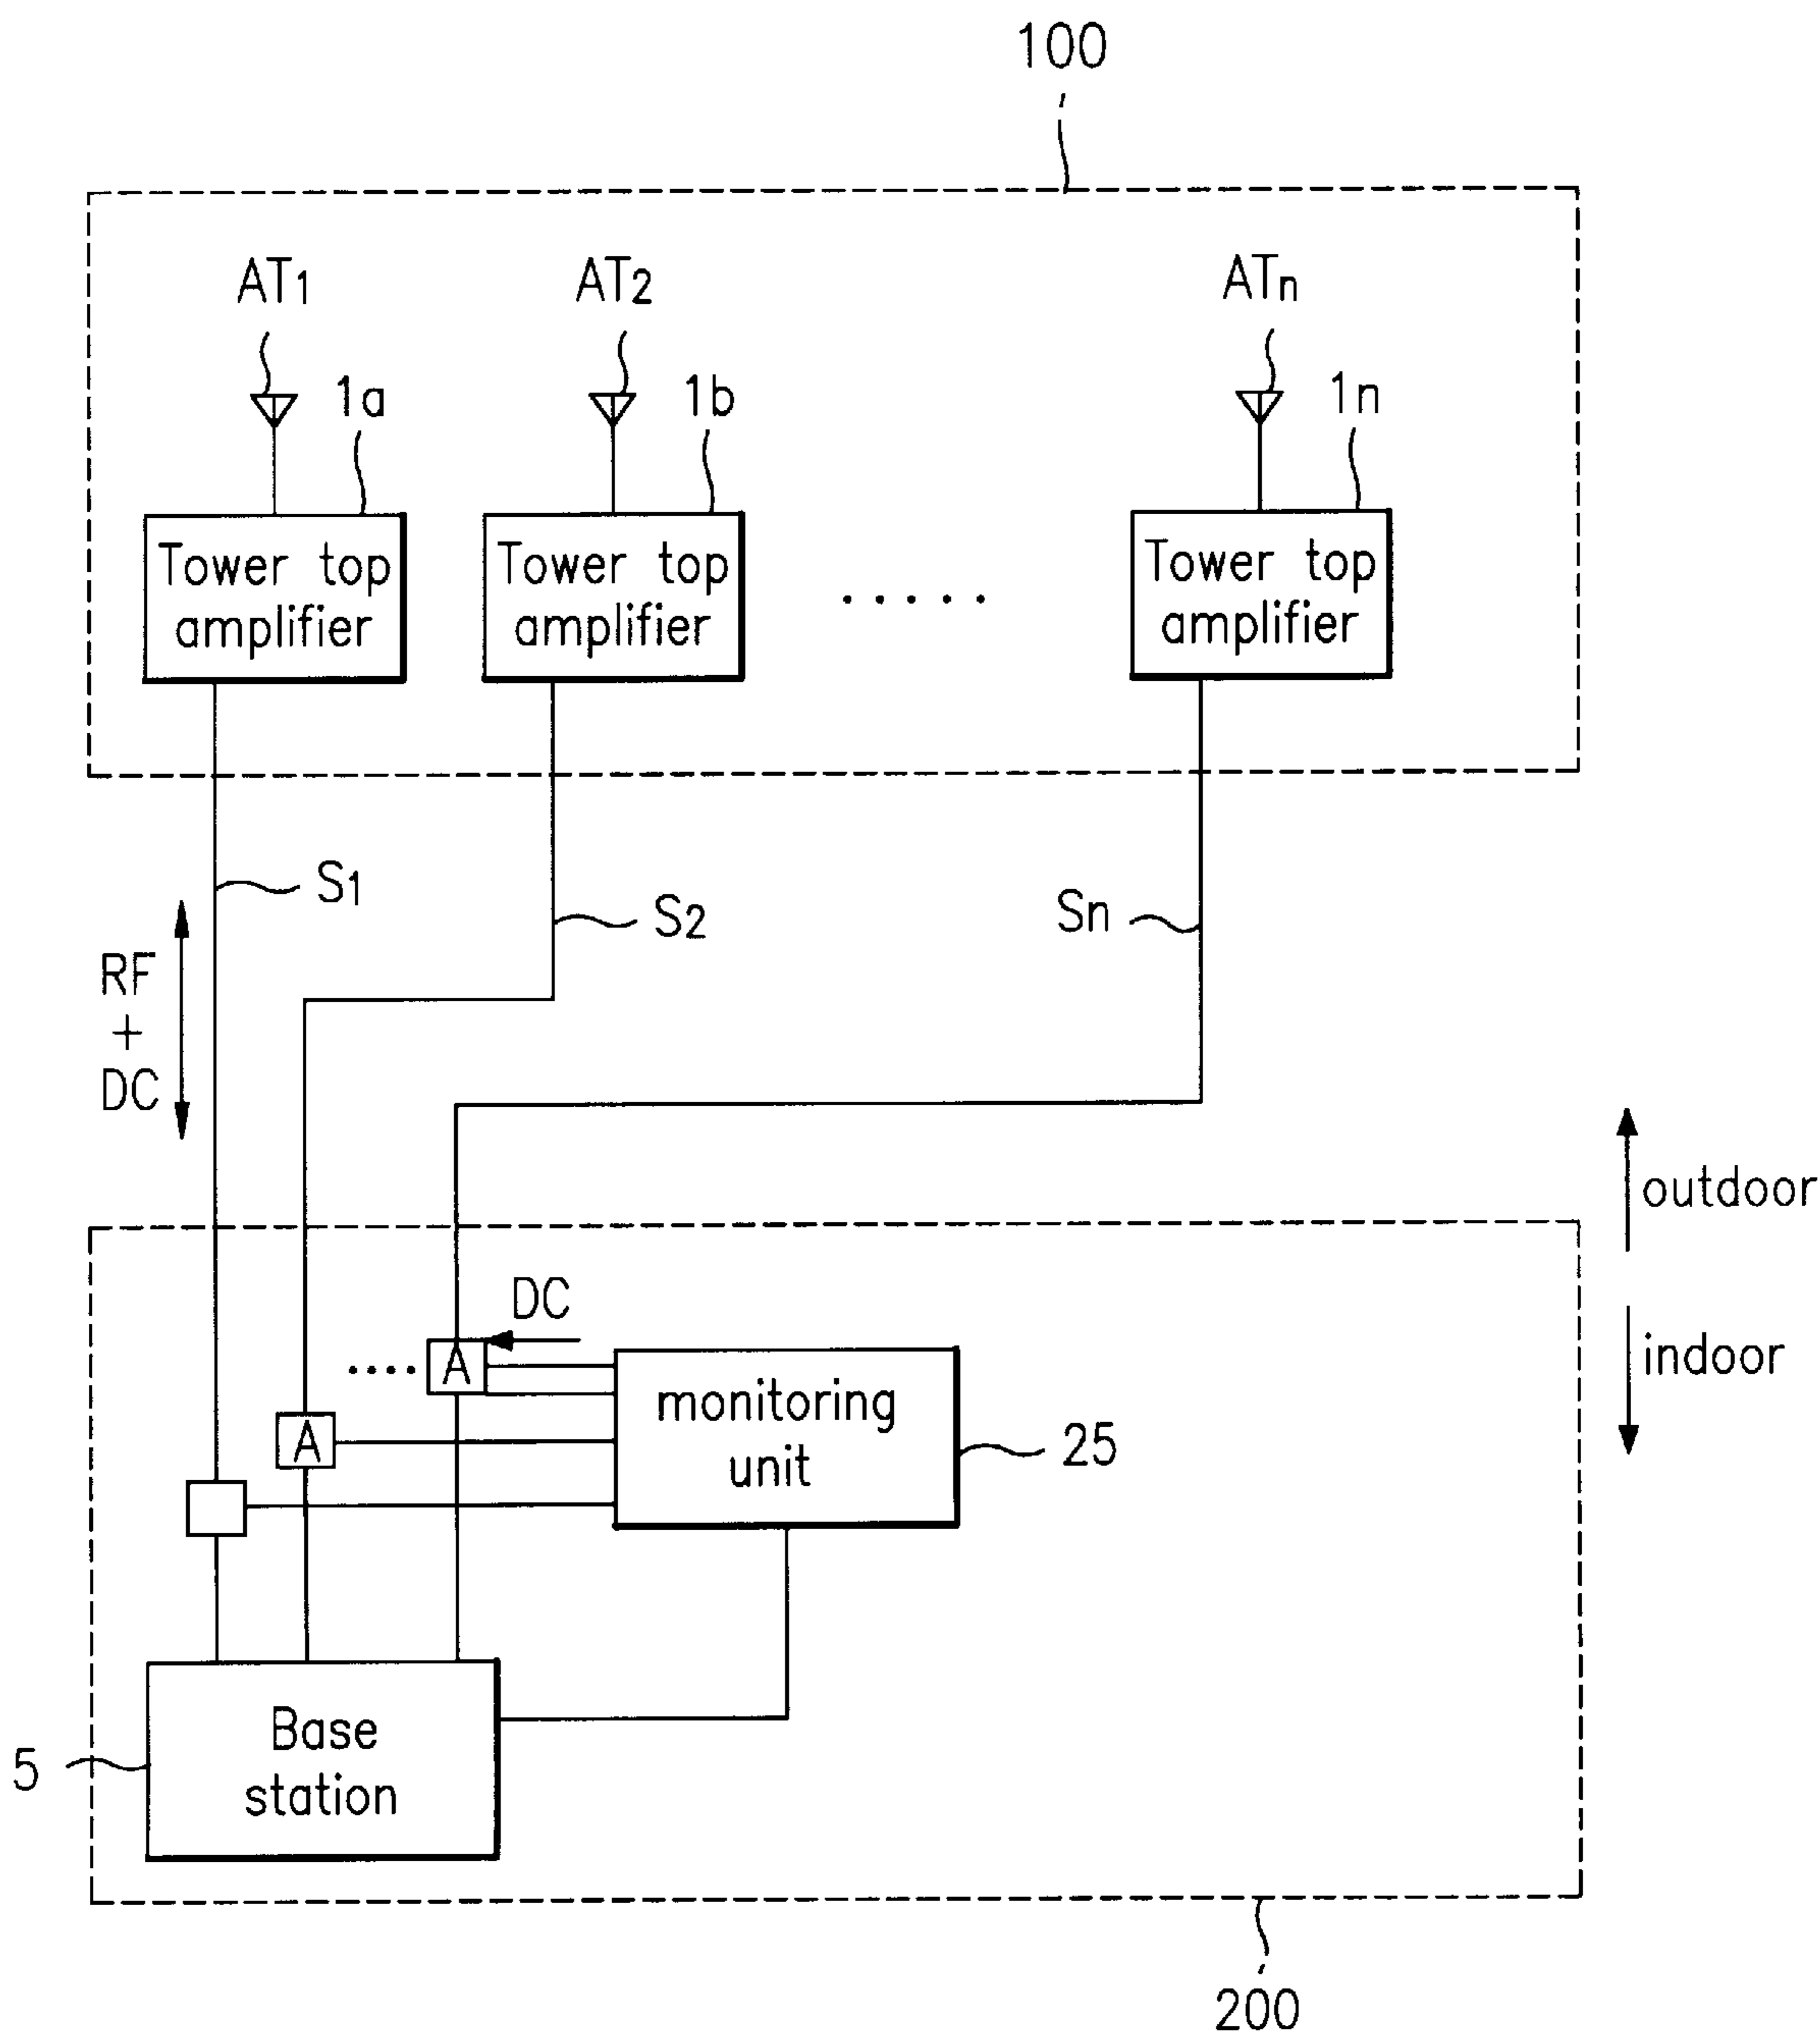 100
AT1 AT2 ATn
1a 1b 1n
Tower top
amplifier
Tower top
amplifier
.....
Tower top
amplifier
S1
S2
Sn
RF
+
DC
outdoor
indoor
DC
....
A
A
monitoring
unit
25
Base
station
5
200